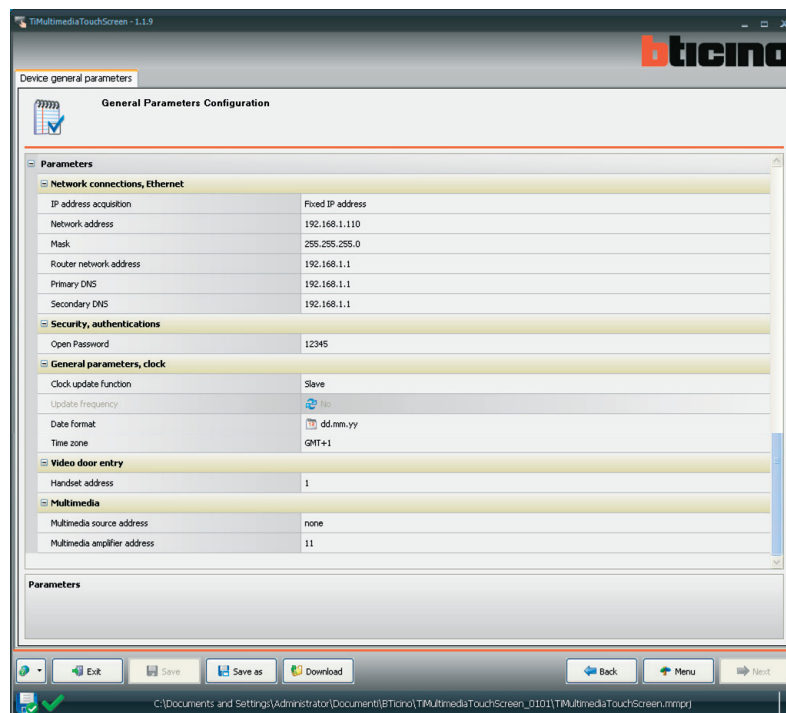 TiMultimediaTouchScreen - 1.1.9
bticino
Device general parameters
General Parameters Configuration
Parameters
Network connections, Ethernet
IP address acquisition Fixed IP address
Network address 192.168.1.110
Mask 255.255.255.0
Router network address 192.168.1.1
Primary DNS 192.168.1.1
Secondary DNS 192.168.1.1
Security, authentications
Open Password 12345
General parameters, clock
Clock update function Slave
Update frequency No
Date format dd.mm.yy
Time zone GMT+1
Video door entry
Handset address 1
Multimedia
Multimedia source address none
Multimedia amplifier address 11
Parameters
Exit Save Save as Download Back Menu Next
C:\Documents and Settings\Administrator\Documenti\BTicino\TiMultimediaTouchScreen_0101\TiMultimediaTouchScreen.mmprj